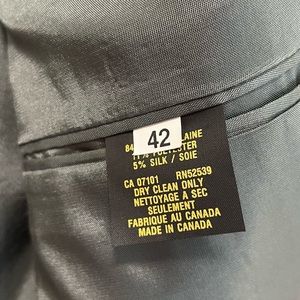 42
84 LAINE
11% POLYESTER
5% SILK / SOIE
CA 07101 RN52539
DRY CLEAN ONLY
NETTOYAGE A SEC
SEULEMENT
FABRIQUE AU CANADA
MADE IN CANADA